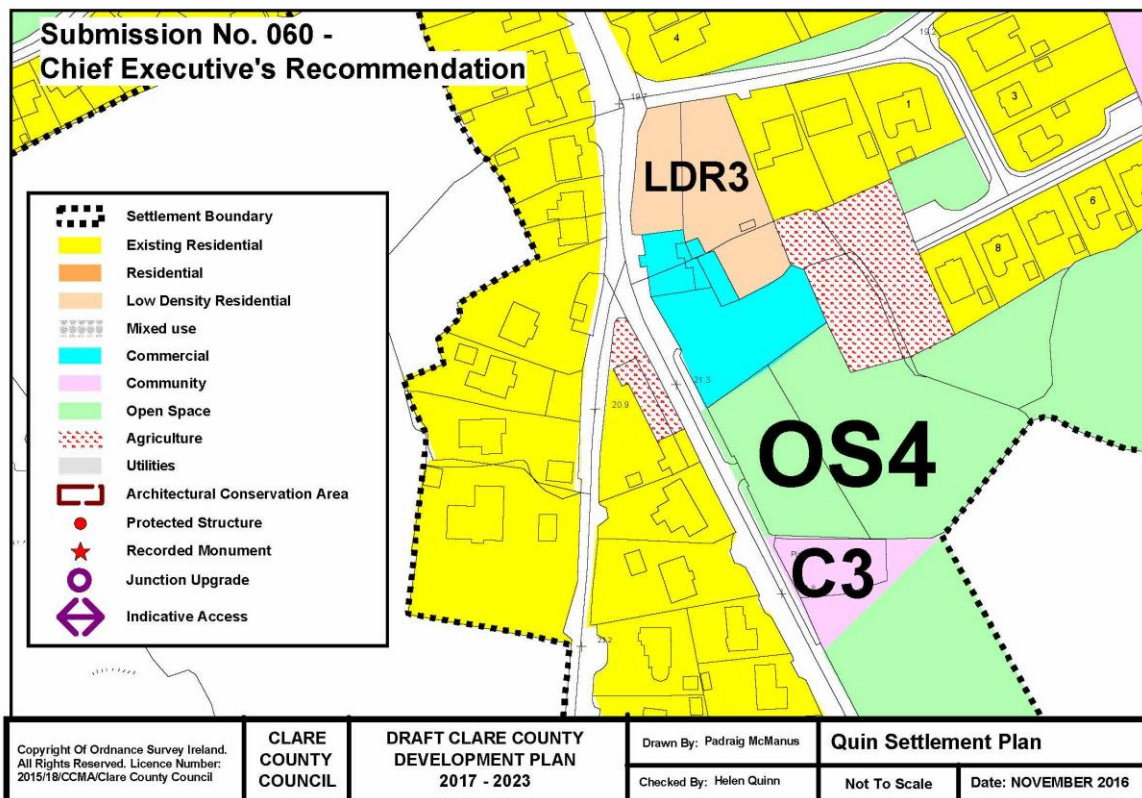 Submission No. 060 -
Chief Executive's Recommendation
Settlement Boundary
Existing Residential
Residential
Low Density Residential
Mixed use
Commercial
Community
Open Space
Agriculture
Utilities
Architectural Conservation Area
Protected Structure
Recorded Monument
Junction Upgrade
Indicative Access
4
19.2
19.7
1
3
LDR3
6
8
21.3
20.9
OS4
C3
21.2
Copyright Of Ordnance Survey Ireland.
All Rights Reserved. Licence Number:
2015/18/CCMA/Clare County Council
CLARE
COUNTY
COUNCIL
DRAFT CLARE COUNTY
DEVELOPMENT PLAN
2017 - 2023
Drawn By: Padraig McManus
Checked By: Helen Quinn
Quin Settlement Plan
Not To Scale
Date: NOVEMBER 2016